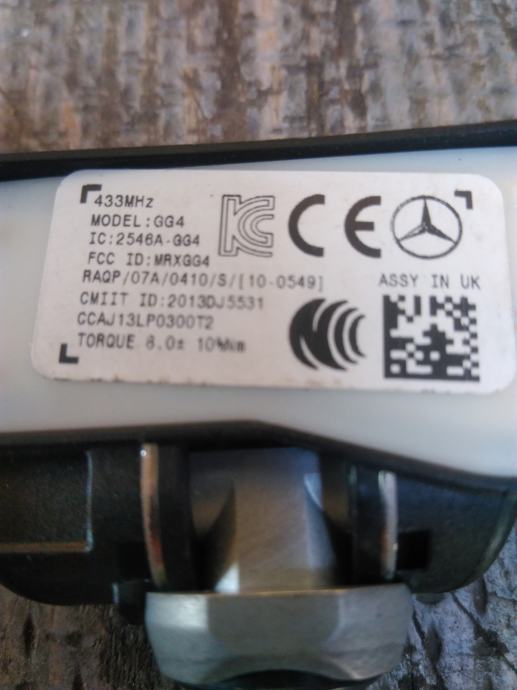 433MHz
MODEL:GG4
IC:2546A-GG4
FCC ID:MRXGG4
RAQP/07A/0410/S/[10-0549]
CMIIT ID:2013DJ5531
CCAJ13LP0300T2
TORQUE 8.0± 10%Nm
CE
ASSY IN UK